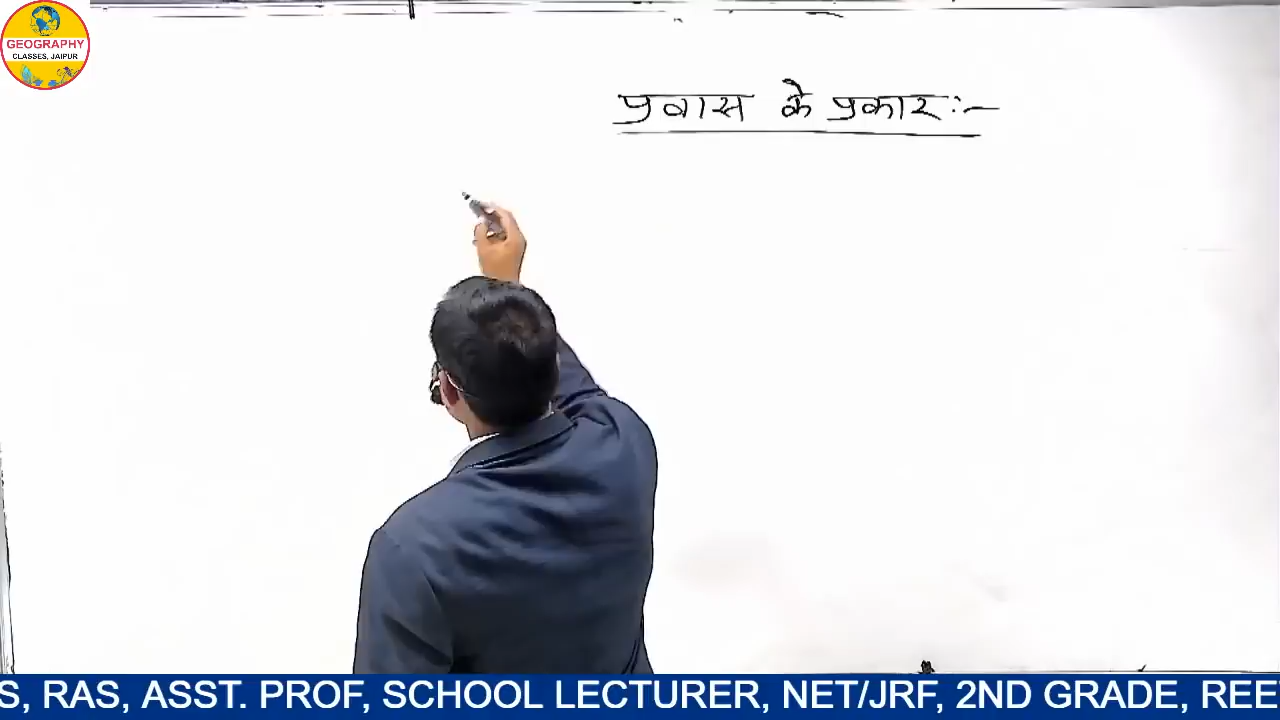 GEOGRAPHY
CLASSES, JAIPUR
प्रवास के प्रकार :-
S, RAS, ASST. PROF, SCHOOL LECTURER, NET/JRF, 2ND GRADE, REE